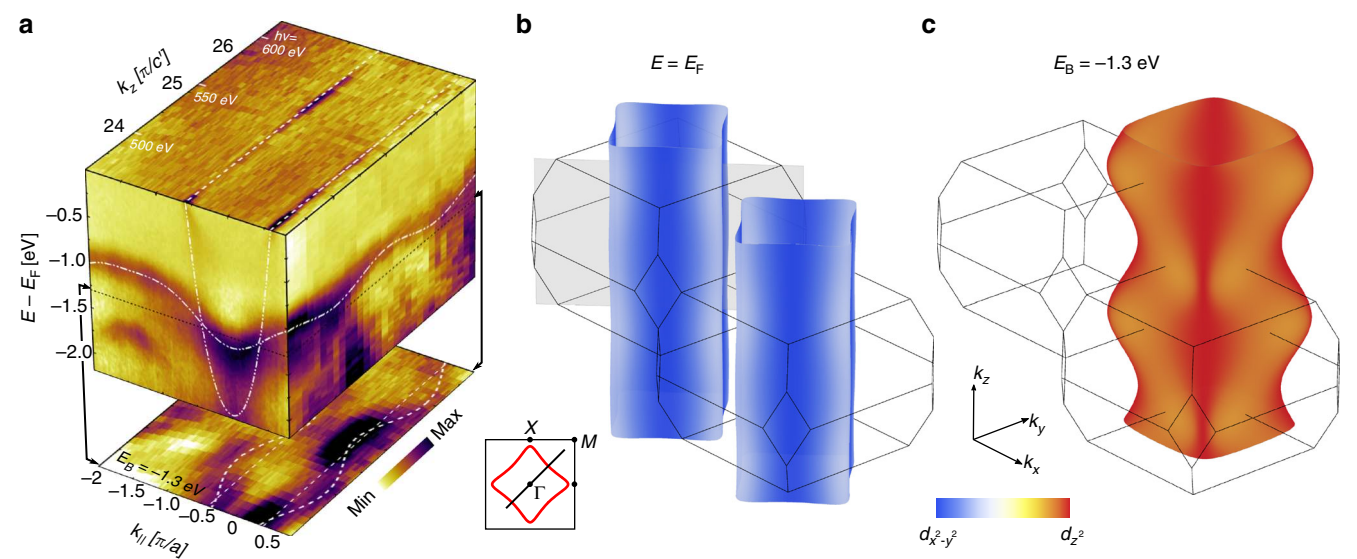 a
b
c
k_z [π/c']
26
25
24
hν=
600 eV
550 eV
500 eV
E − E_F [eV]
−0.5
−1.0
−1.5
−2.0
E_B = −1.3 eV
−2
−1.5
−1.0
−0.5
0
0.5
k_|| [π/a]
Min
Max
X
M
Γ
E = E_F
E_B = −1.3 eV
k_z
k_y
k_x
d_{x²-y²}
d_{z²}